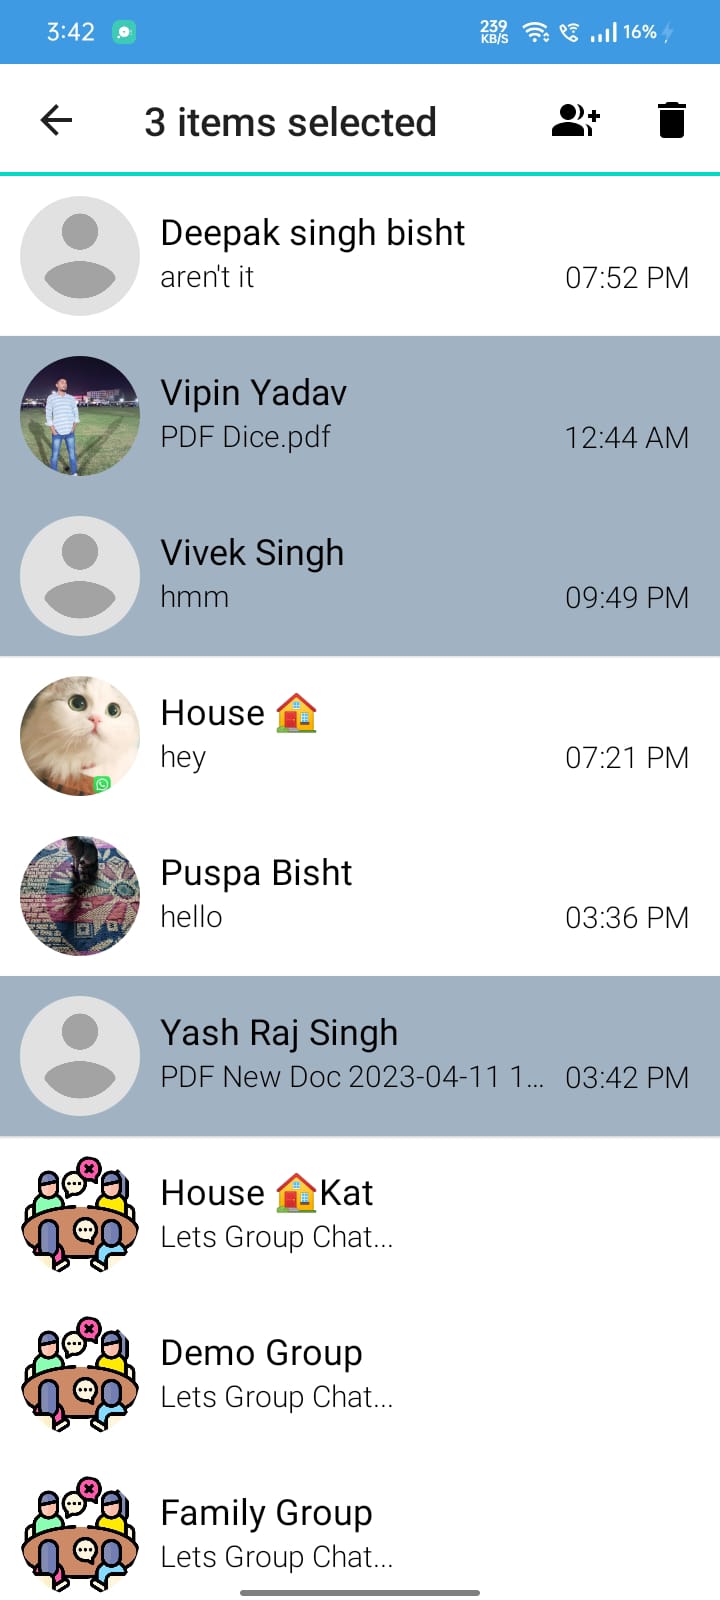 3:42
239 KB/S
16%
3 items selected
Deepak singh bisht
aren't it
07:52 PM
Vipin Yadav
PDF Dice.pdf
12:44 AM
Vivek Singh
hmm
09:49 PM
House 🏠
hey
07:21 PM
Puspa Bisht
hello
03:36 PM
Yash Raj Singh
PDF New Doc 2023-04-11 1...
03:42 PM
House 🏠Kat
Lets Group Chat...
Demo Group
Lets Group Chat...
Family Group
Lets Group Chat...